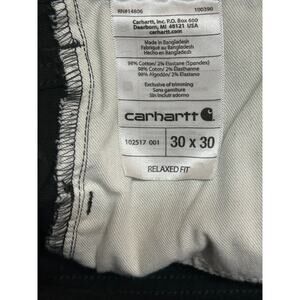 RN#14806 100390
Carhartt, Inc. P.O. Box 600
Dearborn, MI 48121 USA
carhartt.com
Made in Bangladesh
Fabriqué au Bangladesh
Hecho en Bangladesh
98% Cotton/ 2% Elastane (Spandex)
98% Coton/ 2% Élasthanne
98% Algodón/ 2% Elastano
Exclusive of trimming
Sans garniture
Sin incluir adornos
carhartt
102517 001 30 x 30
RELAXED FIT